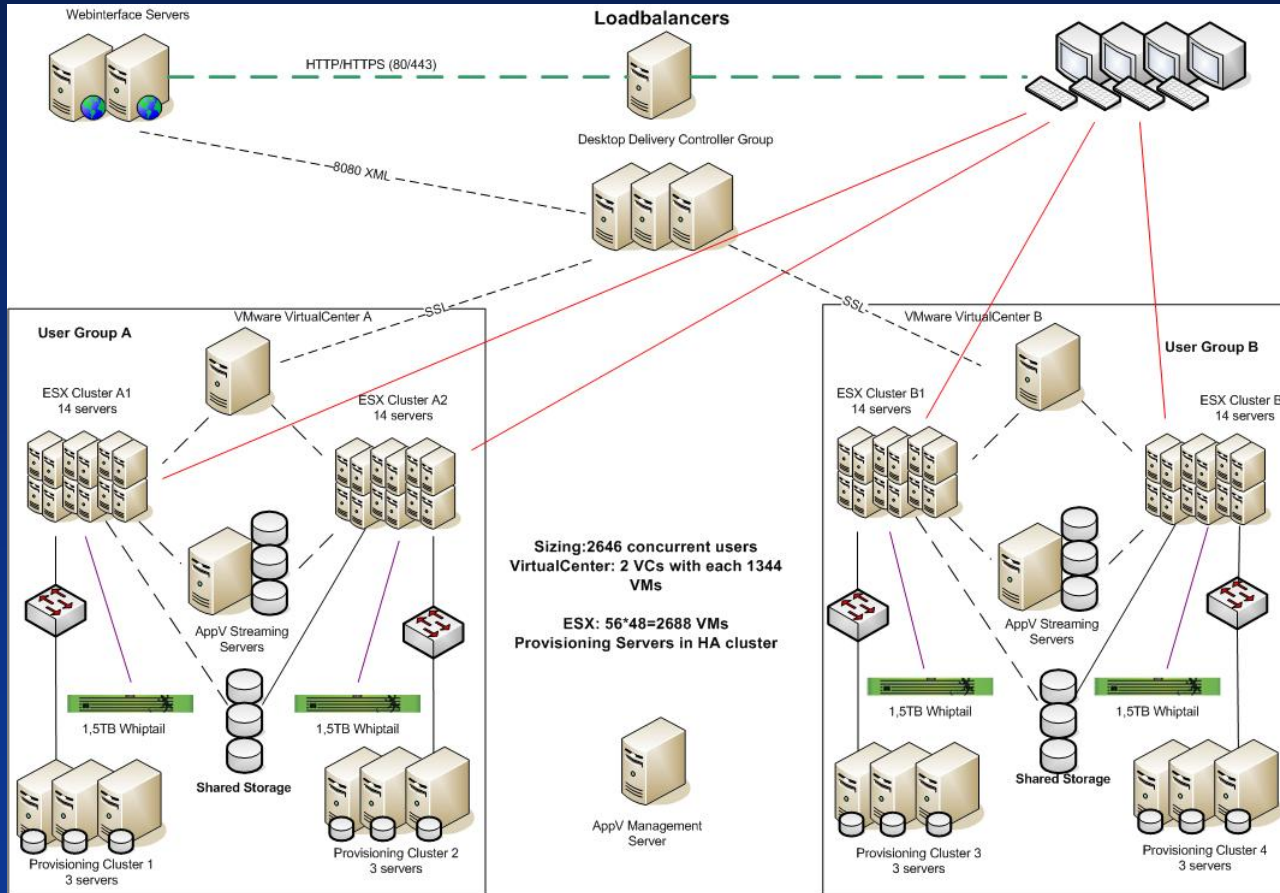 Webinterface Servers
Loadbalancers
HTTP/HTTPS (80/443)
Desktop Delivery Controller Group
8080 XML
SSL
SSL
VMware VirtualCenter A
User Group A
ESX Cluster A1
14 servers
ESX Cluster A2
14 servers
VMware VirtualCenter B
User Group B
ESX Cluster B1
14 servers
ESX Cluster B
14 servers
Sizing:2646 concurrent users
VirtualCenter: 2 VCs with each 1344
VMs
ESX: 56*48=2688 VMs
Provisioning Servers in HA cluster
AppV Streaming
Servers
AppV Streaming
Servers
1,5TB Whiptail
1,5TB Whiptail
1,5TB Whiptail
1,5TB Whiptail
Shared Storage
Shared Storage
AppV Management
Server
Provisioning Cluster 1
3 servers
Provisioning Cluster 2
3 servers
Provisioning Cluster 3
3 servers
Provisioning Cluster 4
3 servers